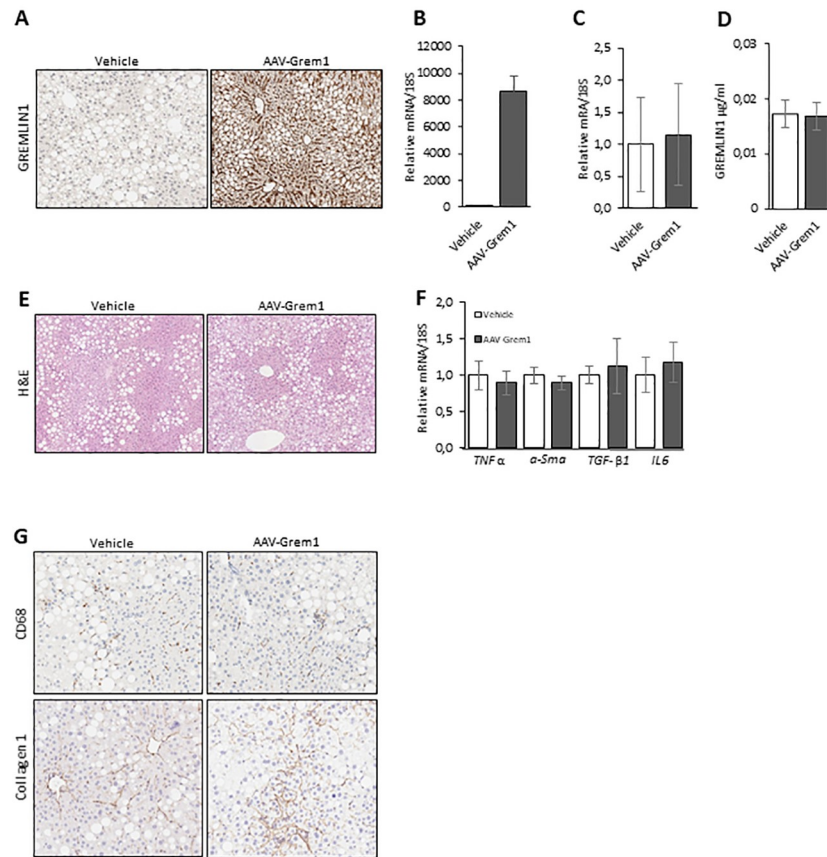 A
Vehicle
AAV-Grem1
GREMLIN1
B
Relative mRNA/18S
12000
10000
8000
6000
4000
2000
0
Vehicle
AAV-Grem1
C
Relative mRA/18S
2,5
2,0
1,5
1,0
0,5
0,0
Vehicle
AAV-Grem1
D
GREMLIN1 µg/ml
0,03
0,02
0,01
0
Vehicle
AAV-Grem1
E
Vehicle
AAV-Grem1
H&E
F
Relative mRNA/18S
2,0
1,5
1,0
0,5
0,0
Vehicle
AAV Grem1
TNF α
α-Sma
TGF- β1
IL6
G
Vehicle
AAV-Grem1
CD68
Collagen 1